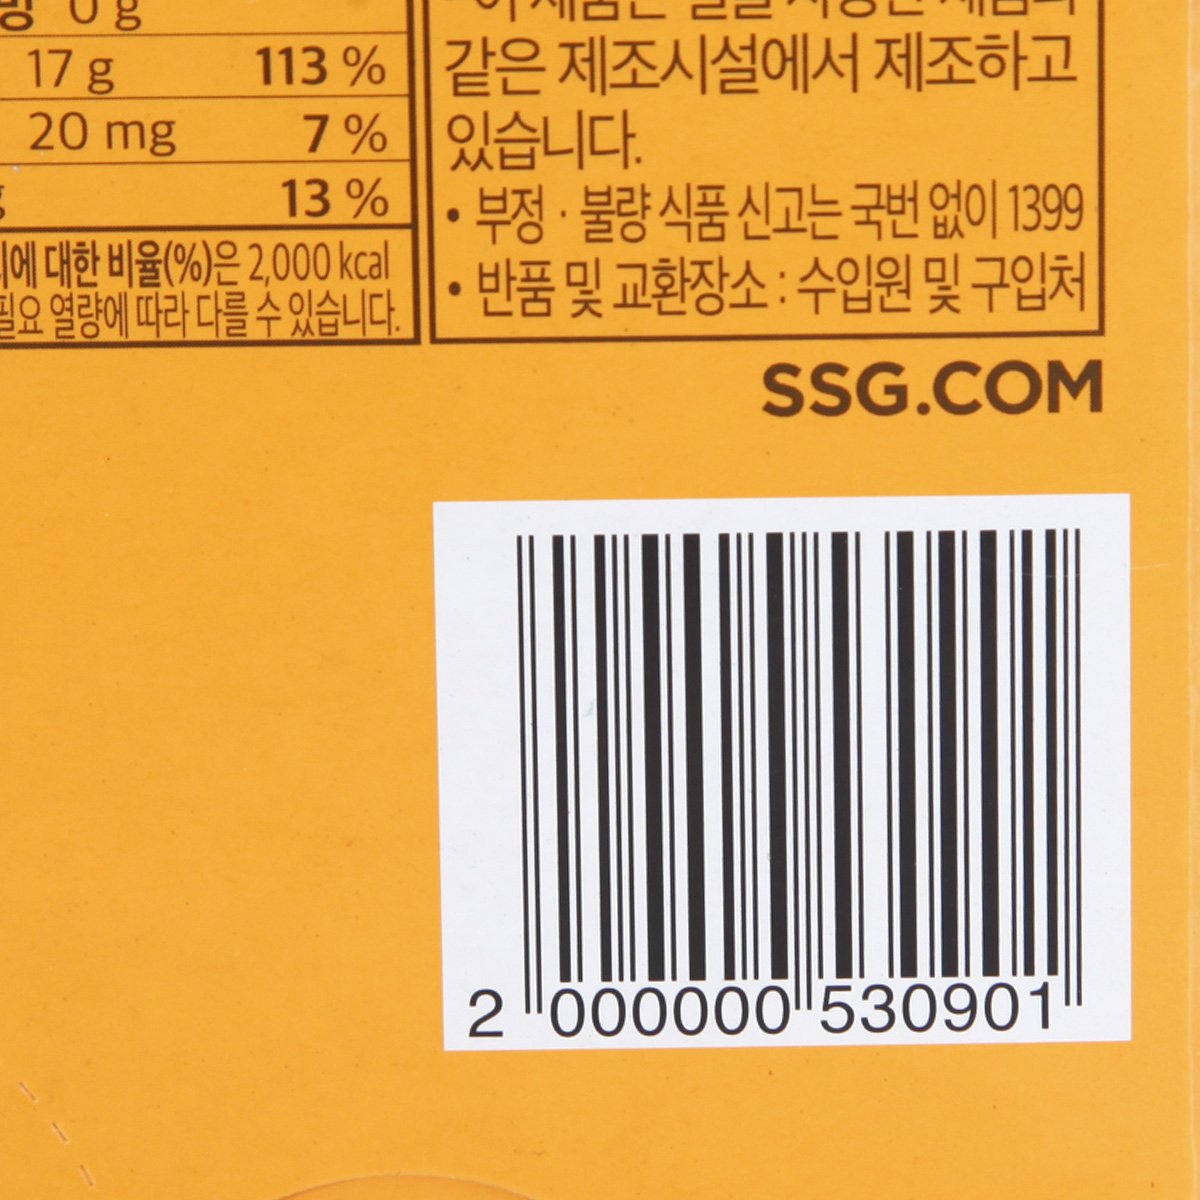 0 g
17 g 113 %
20 mg 7 %
13 %
대한 비율(%)은 2,000 kcal
필요 열량에 따라 다를 수 있습니다.
같은 제조시설에서 제조하고
있습니다.
• 부정 · 불량 식품 신고는 국번 없이 1399
• 반품 및 교환장소 : 수입원 및 구입처
SSG.COM
2 000000 530901